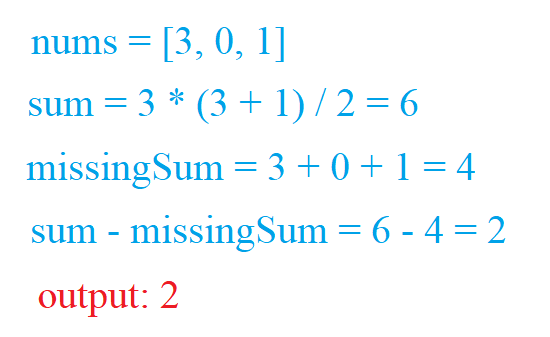 nums = [3, 0, 1]
sum = 3 * (3 + 1) / 2 = 6
missingSum = 3 + 0 + 1 = 4
sum - missingSum = 6 - 4 = 2
output: 2